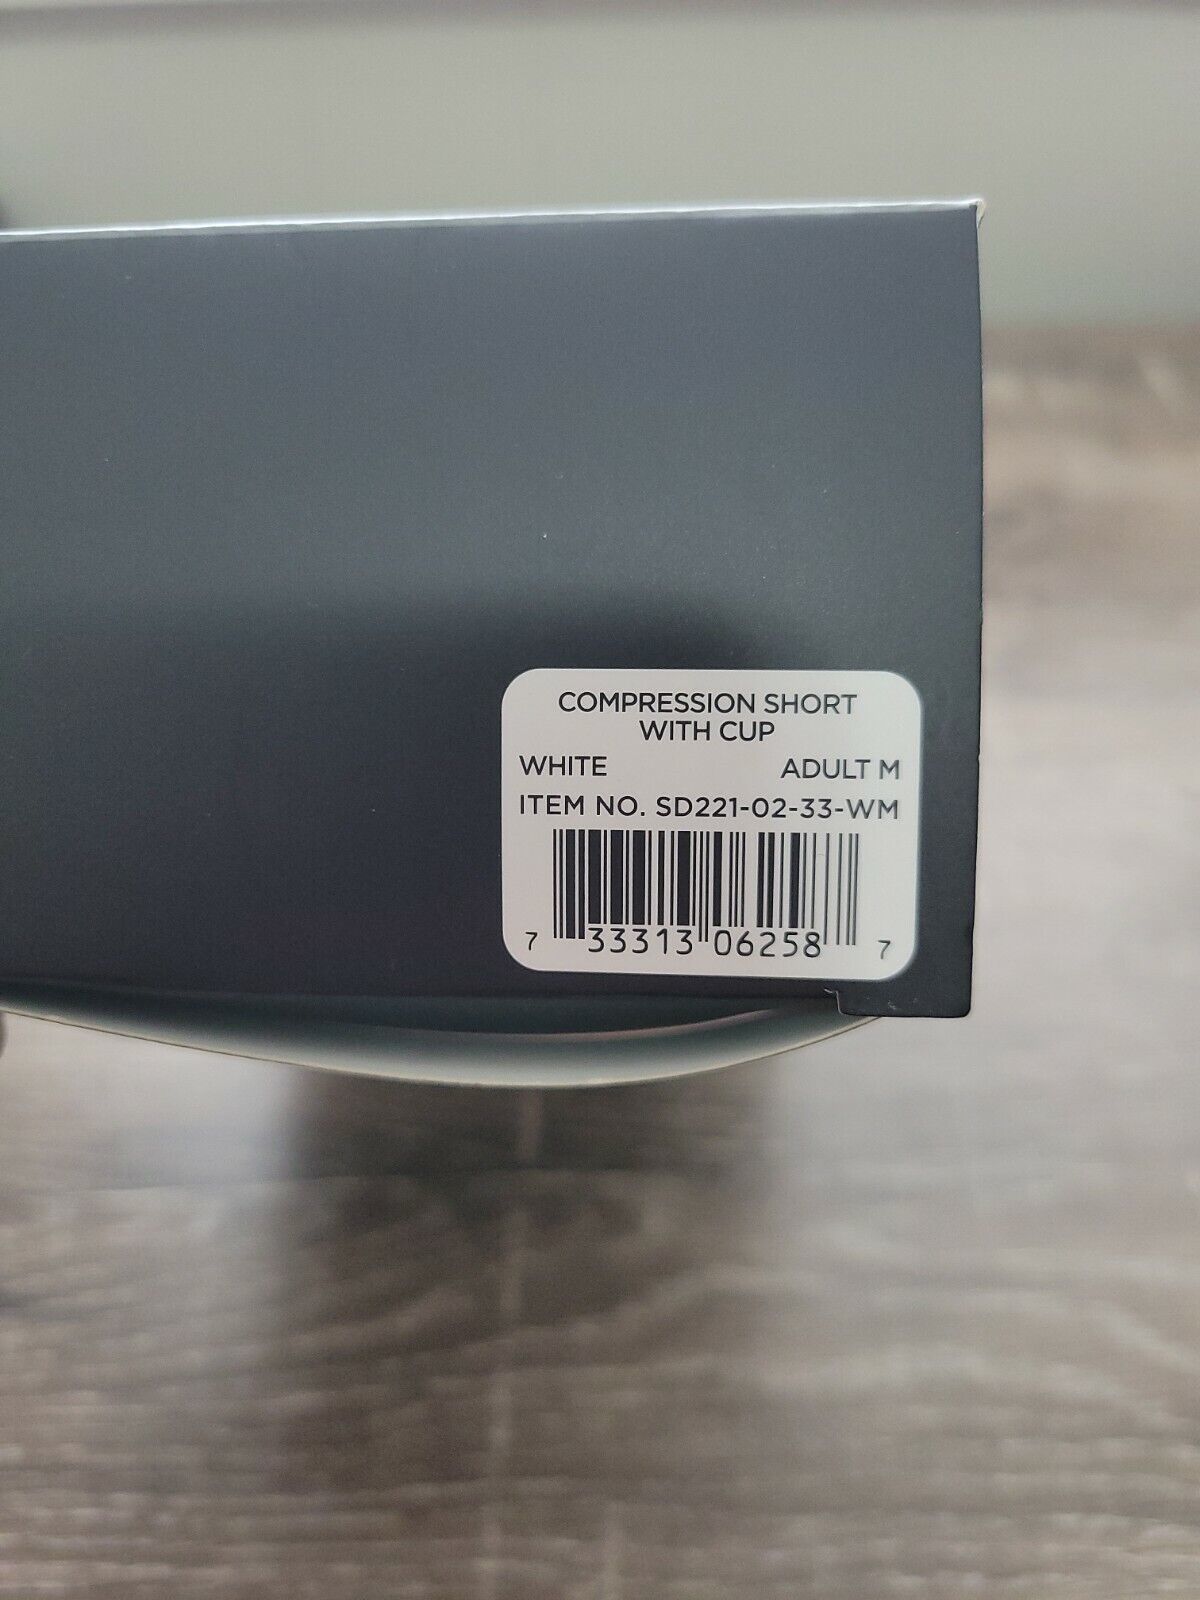 COMPRESSION SHORT
WITH CUP
WHITE ADULT M
ITEM NO. SD221-02-33-WM
7 33313 06258 7